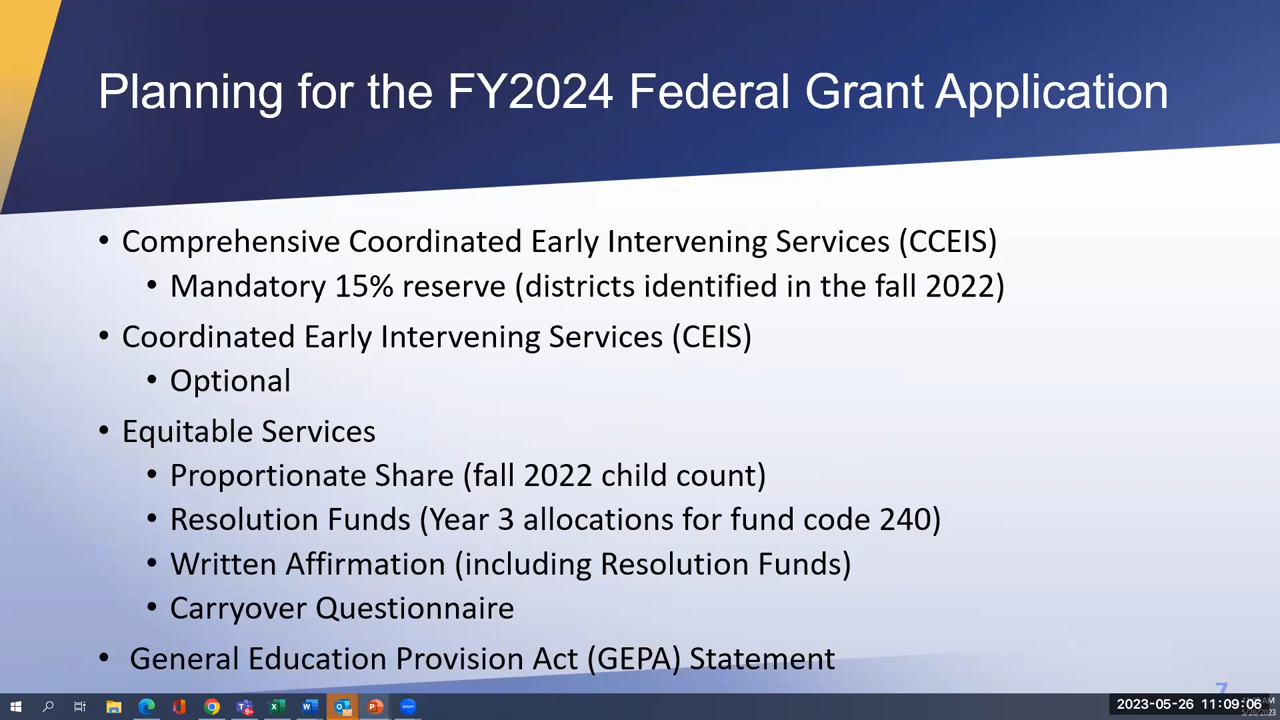 Planning for the FY2024 Federal Grant Application
• Comprehensive Coordinated Early Intervening Services (CCEIS)
• Mandatory 15% reserve (districts identified in the fall 2022)
• Coordinated Early Intervening Services (CEIS)
• Optional
• Equitable Services
• Proportionate Share (fall 2022 child count)
• Resolution Funds (Year 3 allocations for fund code 240)
• Written Affirmation (including Resolution Funds)
• Carryover Questionnaire
• General Education Provision Act (GEPA) Statement
7
2023-05-26 11:09:06